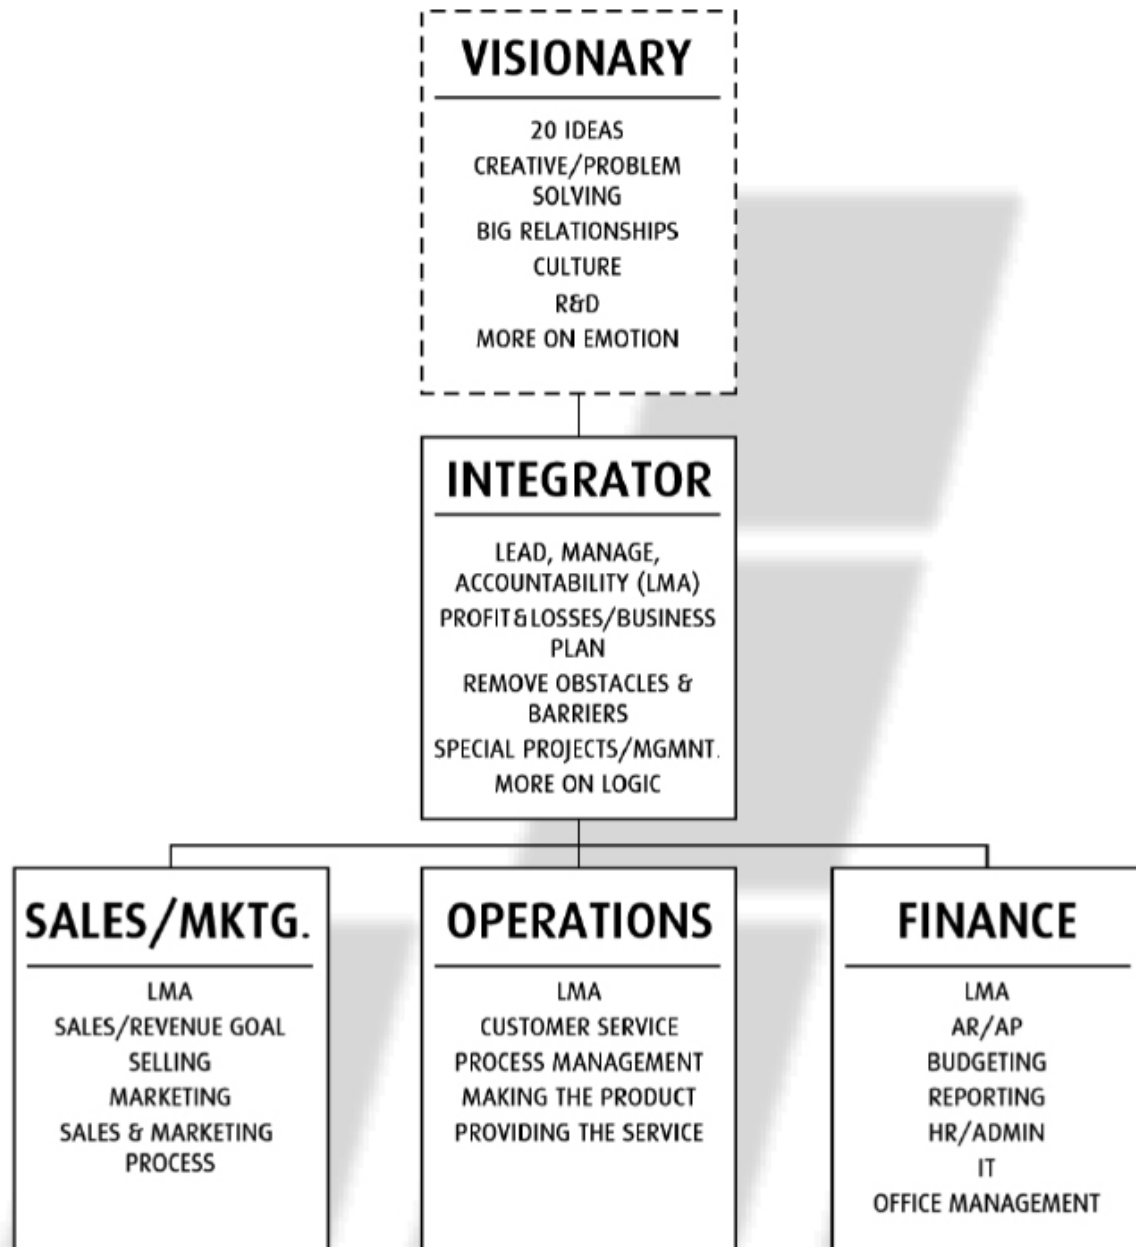 VISIONARY
20 IDEAS
CREATIVE/PROBLEM
SOLVING
BIG RELATIONSHIPS
CULTURE
R&D
MORE ON EMOTION
INTEGRATOR
LEAD, MANAGE,
ACCOUNTABILITY (LMA)
PROFIT&LOSSES/BUSINESS
PLAN
REMOVE OBSTACLES &
BARRIERS
SPECIAL PROJECTS/MGMNT.
MORE ON LOGIC
SALES/MKTG.
LMA
SALES/REVENUE GOAL
SELLING
MARKETING
SALES & MARKETING
PROCESS
OPERATIONS
LMA
CUSTOMER SERVICE
PROCESS MANAGEMENT
MAKING THE PRODUCT
PROVIDING THE SERVICE
FINANCE
LMA
AR/AP
BUDGETING
REPORTING
HR/ADMIN
IT
OFFICE MANAGEMENT